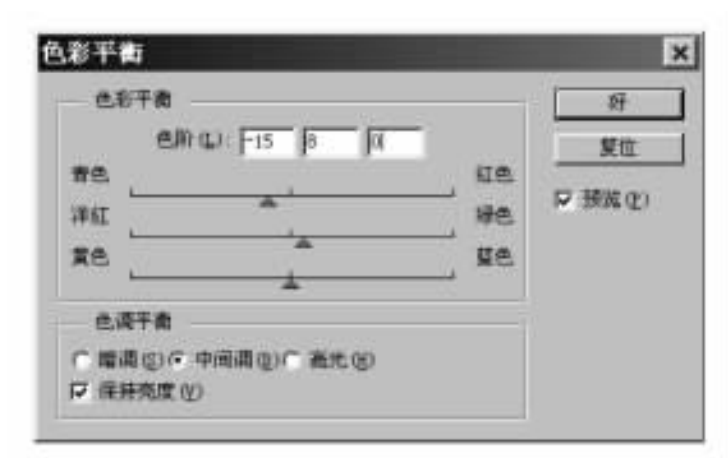 色彩平衡
色彩平衡
好
色阶(L): -15 8 0
复位
青色 红色
预览(P)
洋红 绿色
黄色 蓝色
色调平衡
暗调(S) 中间调(D) 高光(H)
保持亮度(V)